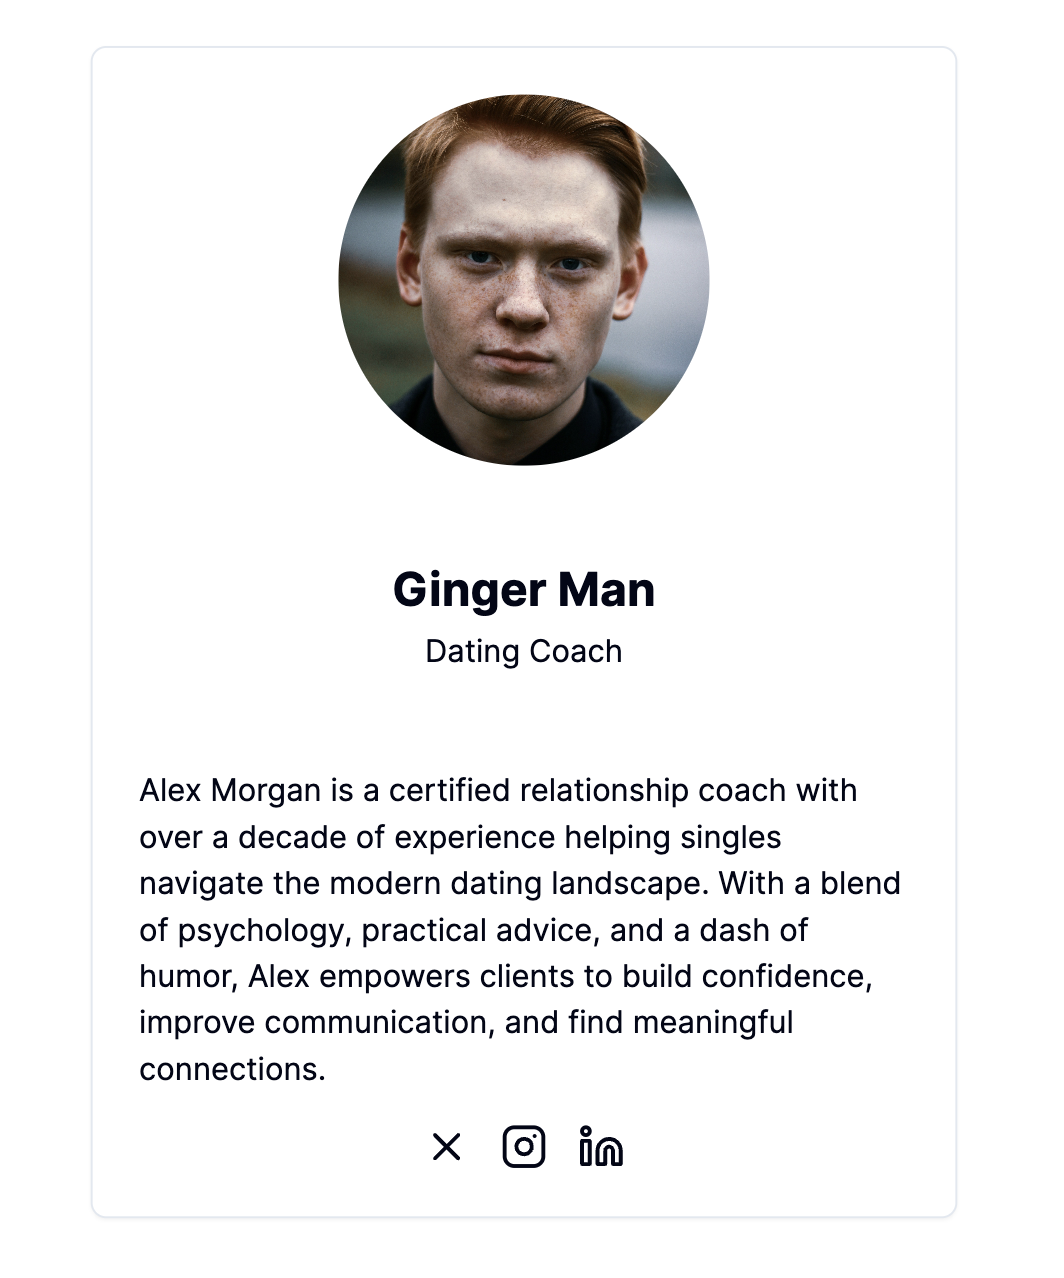 Ginger Man
Dating Coach
Alex Morgan is a certified relationship coach with
over a decade of experience helping singles
navigate the modern dating landscape. With a blend
of psychology, practical advice, and a dash of
humor, Alex empowers clients to build confidence,
improve communication, and find meaningful
connections.